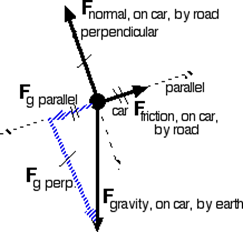 Fnormal, on car, by road
perpendicular
Fg parallel
parallel
car
Ffriction, on car,
by road
Fg perp.
Fgravity, on car, by earth